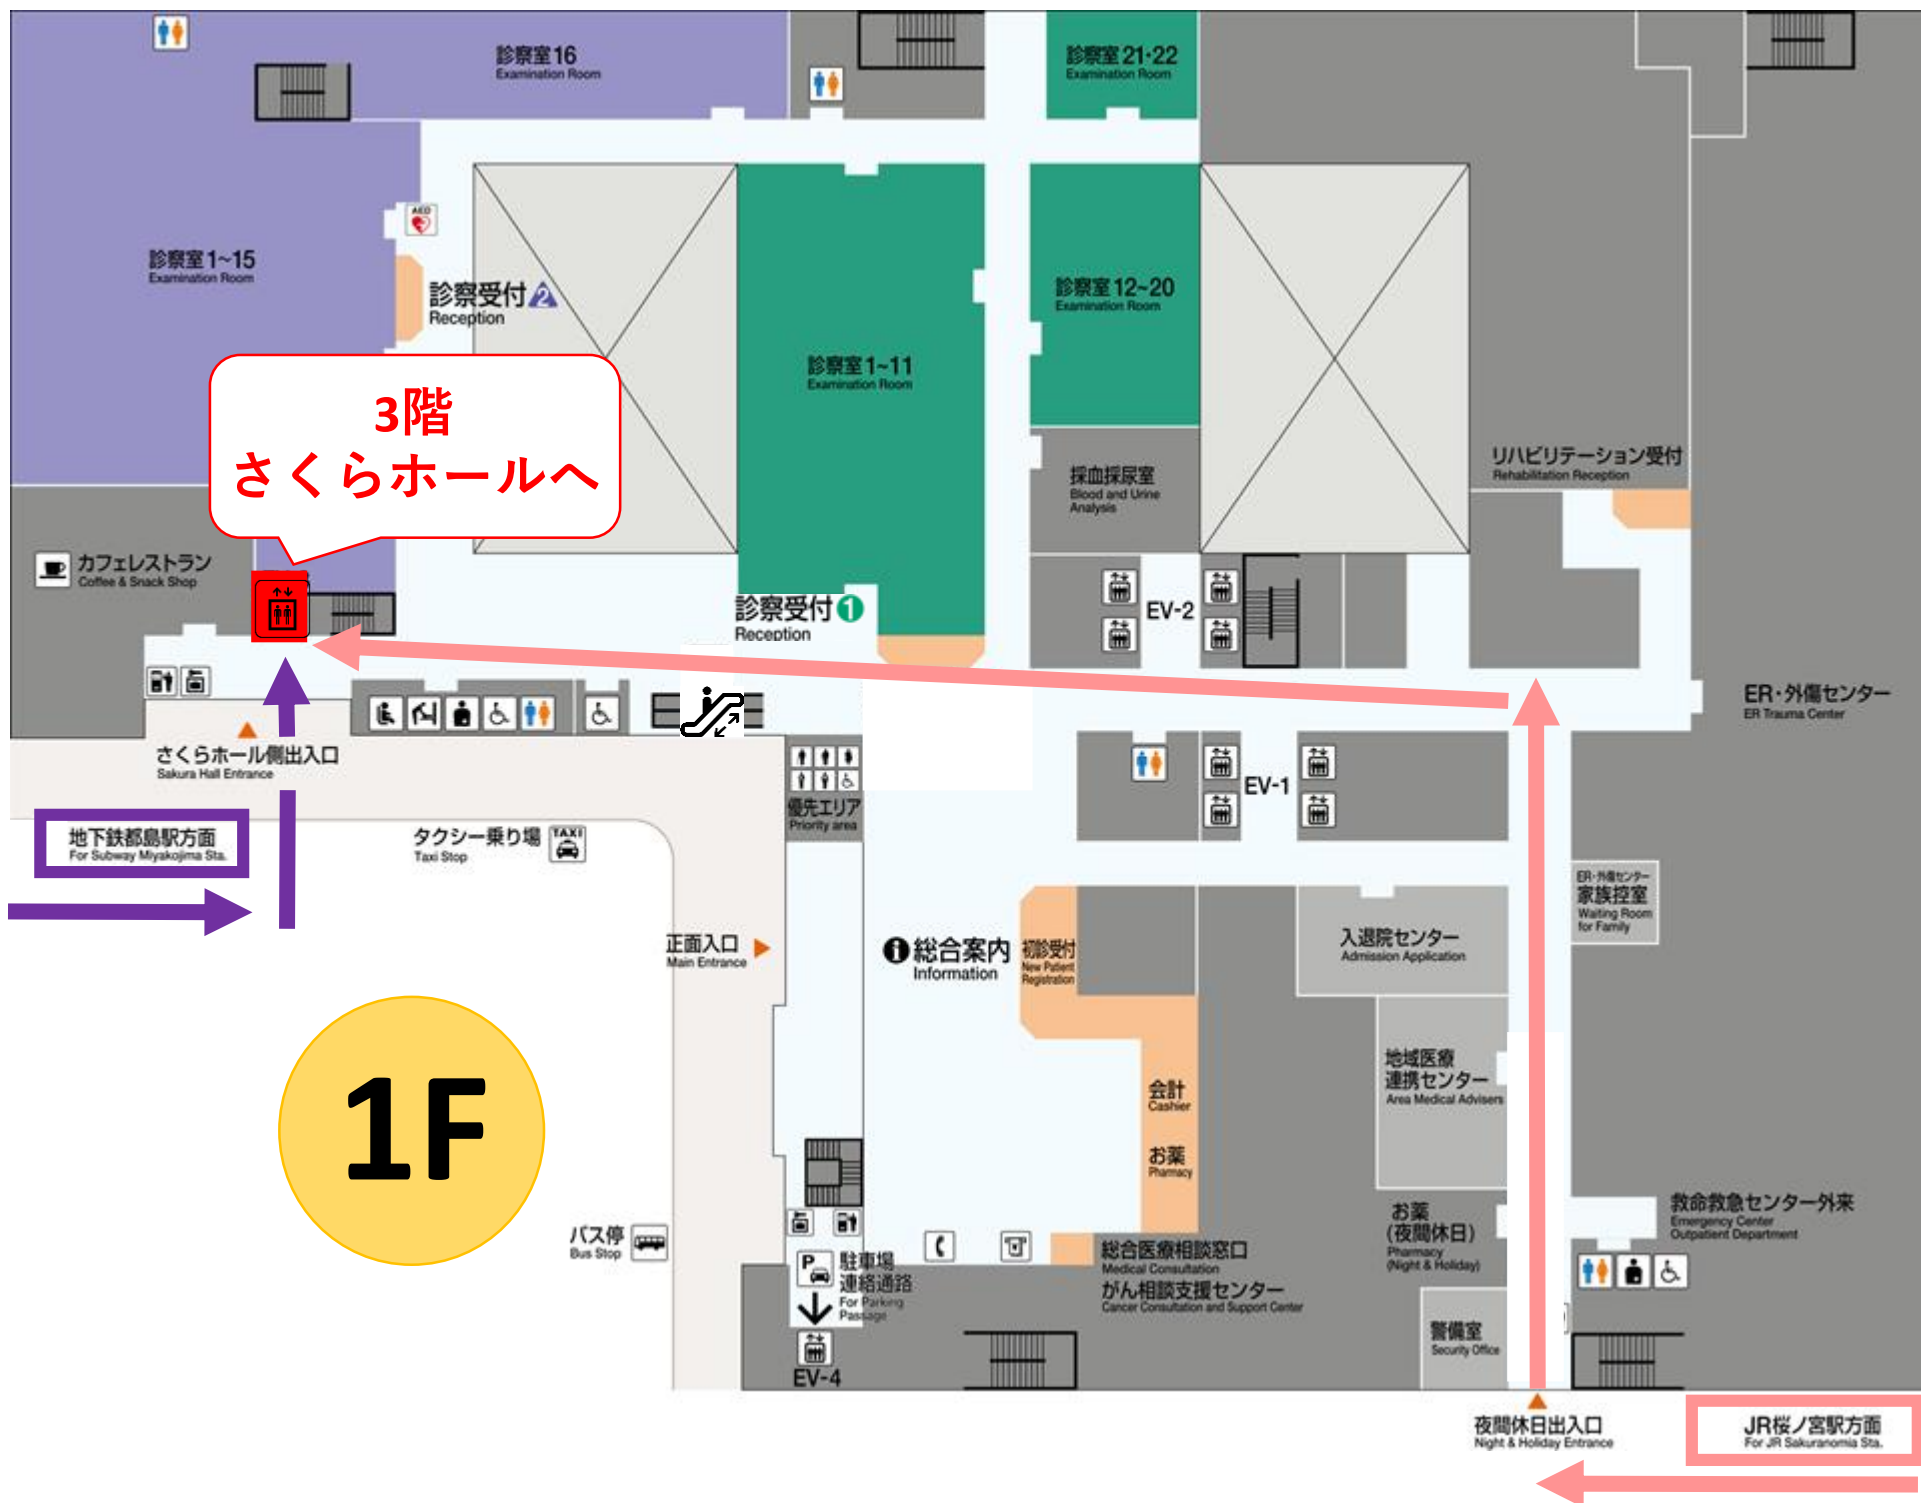 診察室16
Examination Room
診察室21・22
Examination Room
AED
診察室1~15
Examination Room
診察受付2
Reception
診察室12~20
Examination Room
診察室1~11
Examination Room
3階
さくらホールへ
採血採尿室
Blood and Urine
Analysis
リハビリテーション受付
Rehabilitation Reception
カフェレストラン
Coffee & Snack Shop
診察受付1
Reception
EV-2
ER・外傷センター
ER Trauma Center
さくらホール側出入口
Sakura Hall Entrance
優先エリア
Priority area
EV-1
地下鉄都島駅方面
For Subway Miyakojima Sta.
タクシー乗り場
Taxi Stop
TAXI
ER・外傷センター
家族控室
Waiting Room
for Family
正面入口
Main Entrance
総合案内
Information
初診受付
New Patient
Registration
入退院センター
Admission Application
1F
会計
Cashier
お薬
Pharmacy
地域医療
連携センター
Area Medical Advisers
お薬
(夜間休日)
Pharmacy
(Night & Holiday)
救命救急センター外来
Emergency Center
Outpatient Department
バス停
Bus Stop
P
駐車場
連絡通路
For Parking
Passage
総合医療相談窓口
Medical Consultation
がん相談支援センター
Cancer Consultation and Support Center
警備室
Security Office
EV-4
夜間休日出入口
Night & Holiday Entrance
JR桜ノ宮駅方面
For JR Sakuranomia Sta.